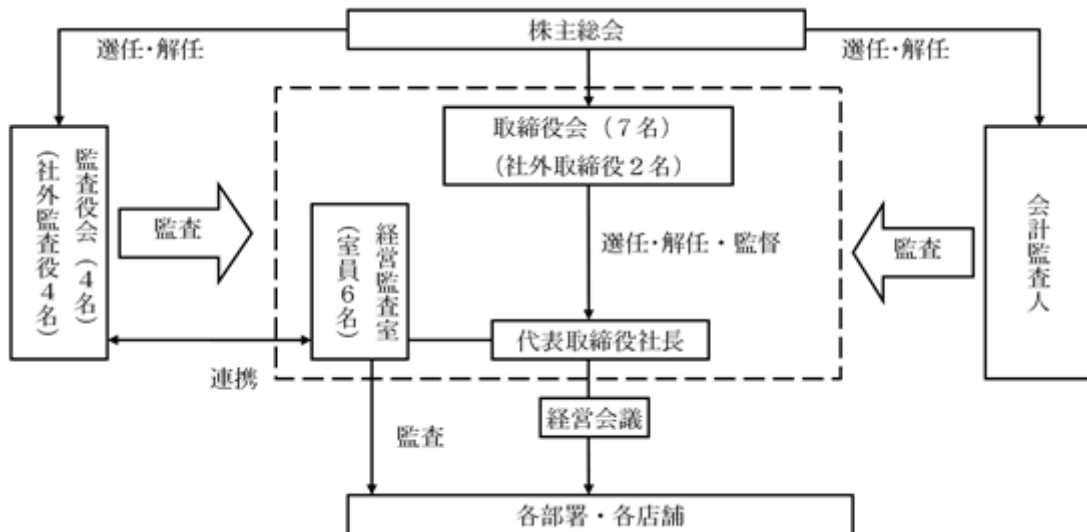 株主総会
選任・解任
選任・解任
取締役会（７名）
（社外取締役２名）
監査役会（４名）
（社外監査役４名）
監査
経営監査室
（室員６名）
選任・解任・監督
監査
会計監査人
代表取締役社長
連携
経営会議
監査
各部署・各店舗